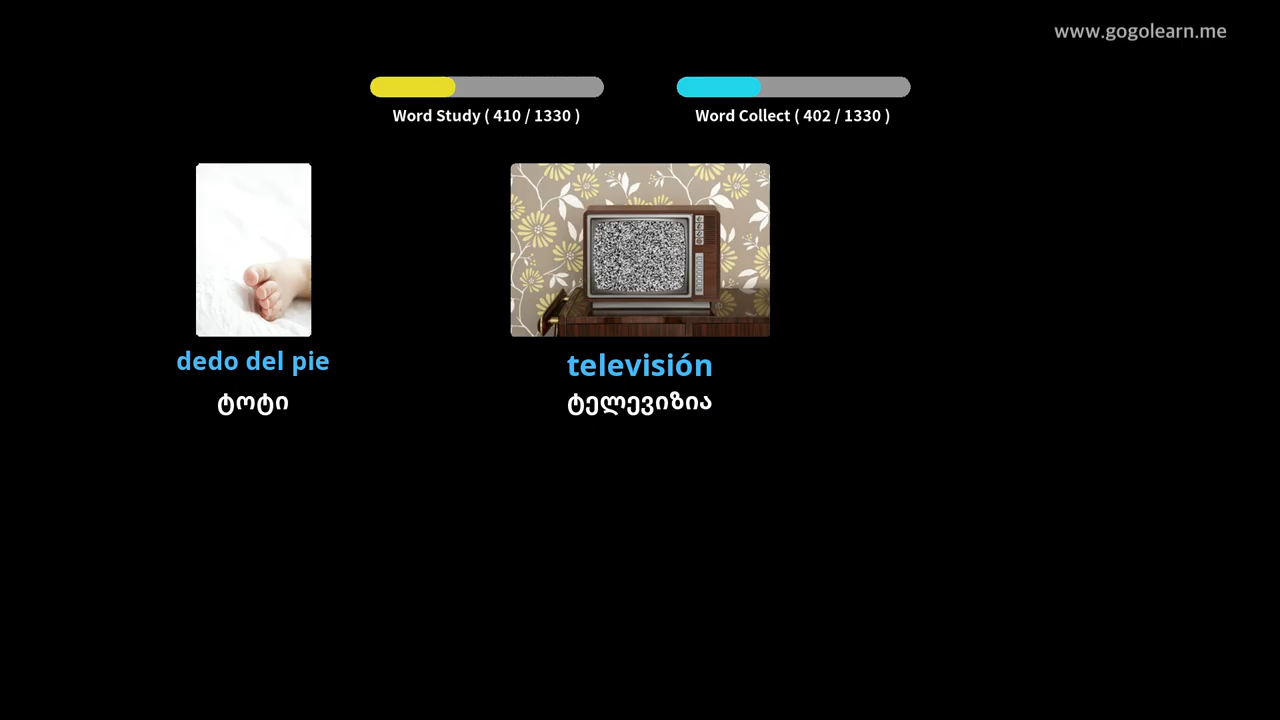 www.gogolearn.me
Word Study ( 410 / 1330 )
Word Collect ( 402 / 1330 )
dedo del pie
ტოტი
televisión
ტელევიზია